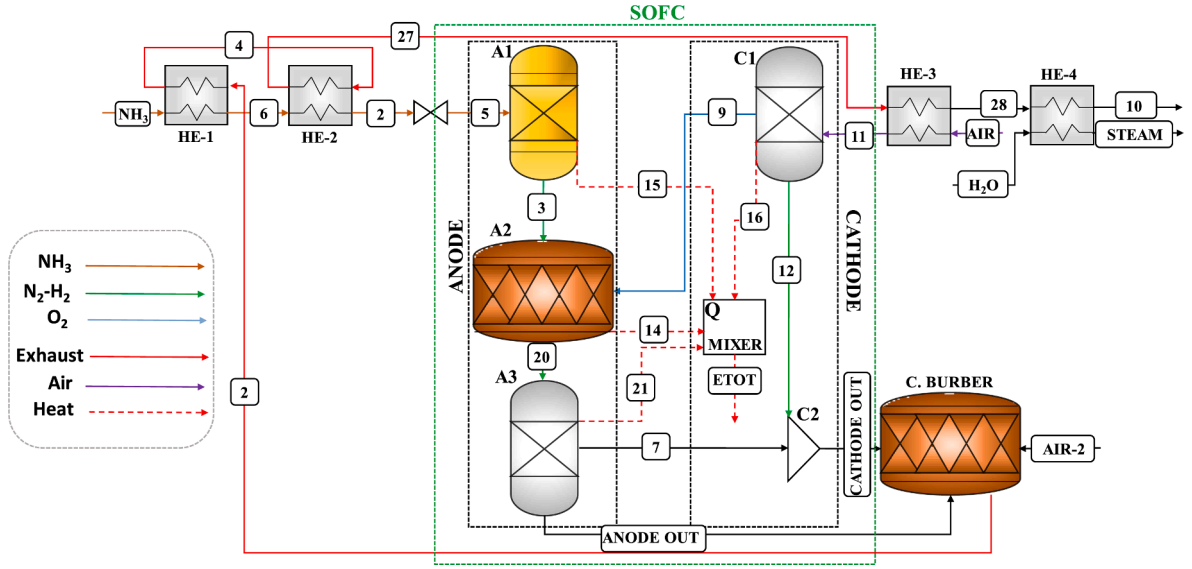 SOFC
4
27
A1
C1
HE-3
HE-4
NH₃
6
2
5
9
28
10
HE-1
HE-2
11
AIR
STEAM
15
H₂O
3
16
A2
ANODE
CATHODE
NH₃
N₂-H₂
O₂
Exhaust
Air
Heat
12
Q
MIXER
14
20
21
ETOT
A3
2
C2
C. BURBER
7
CATHODE OUT
AIR-2
ANODE OUT